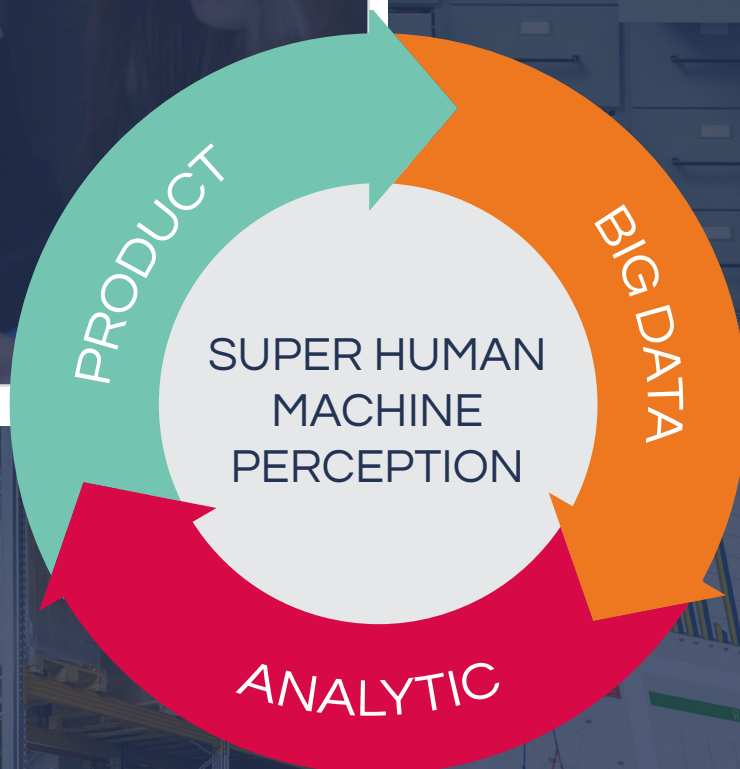 PRODUCT
BIG DATA
SUPER HUMAN
MACHINE
PERCEPTION
ANALYTIC